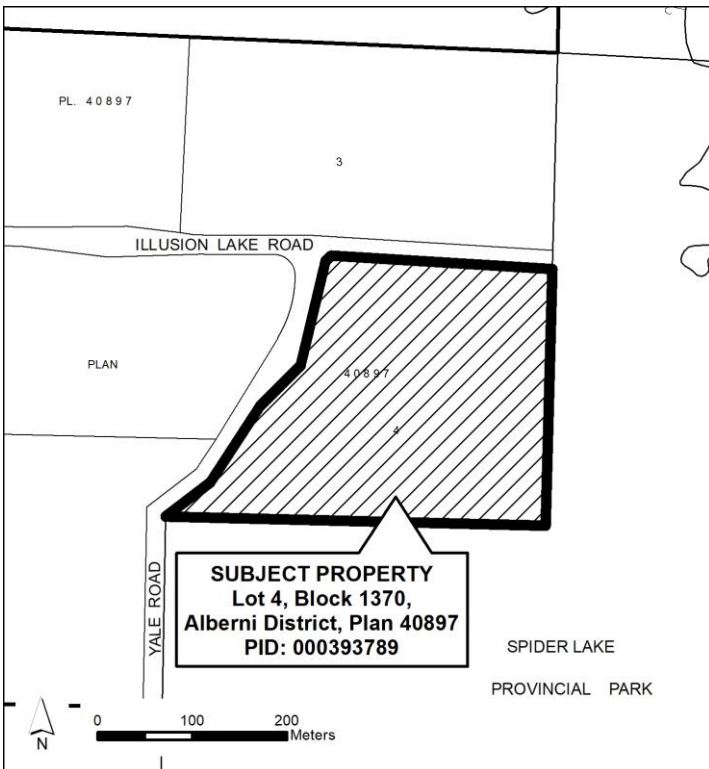 PL. 40897
3
ILLUSION LAKE ROAD
PLAN
40897
4
SUBJECT PROPERTY
Lot 4, Block 1370,
Alberni District, Plan 40897
PID: 000393789
YALE ROAD
SPIDER LAKE
PROVINCIAL PARK
N
0 100 200
Meters